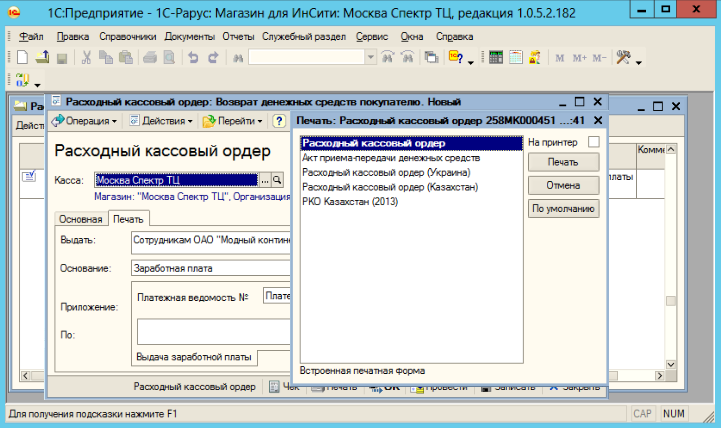 1С:Предприятие - 1С-Рарус: Магазин для ИнСити: Москва Спектр ТЦ, редакция 1.0.5.2.182
Файл Правка Справочники Документы Отчеты Служебный раздел Сервис Окна Справка
M M+ M-
Расходный кассовый ордер: Возврат денежных средств покупателю. Новый
Операция Действия Перейти
Расходный кассовый ордер
Касса: Москва Спектр ТЦ
Магазин: "Москва Спектр ТЦ", Организация
Основная Печать
Выдать: Сотрудникам ОАО "Модный
Основание: Заработная плата
Приложение: Платежная ведомость №
По:
Выдача заработной платы
Расходный кассовый ордер Чек Печать OK Провести Записать Закрыть
Печать: Расходный кассовый ордер 258МК000451 ...:41
Расходный кассовый ордер
Акт приема-передачи денежных средств
Расходный кассовый ордер (Украина)
Расходный кассовый ордер (Казахстан)
РКО Казахстан (2013)
На принтер
Печать
Отмена
По умолчанию
Встроенная печатная форма
Для получения подсказки нажмите F1
CAP NUM